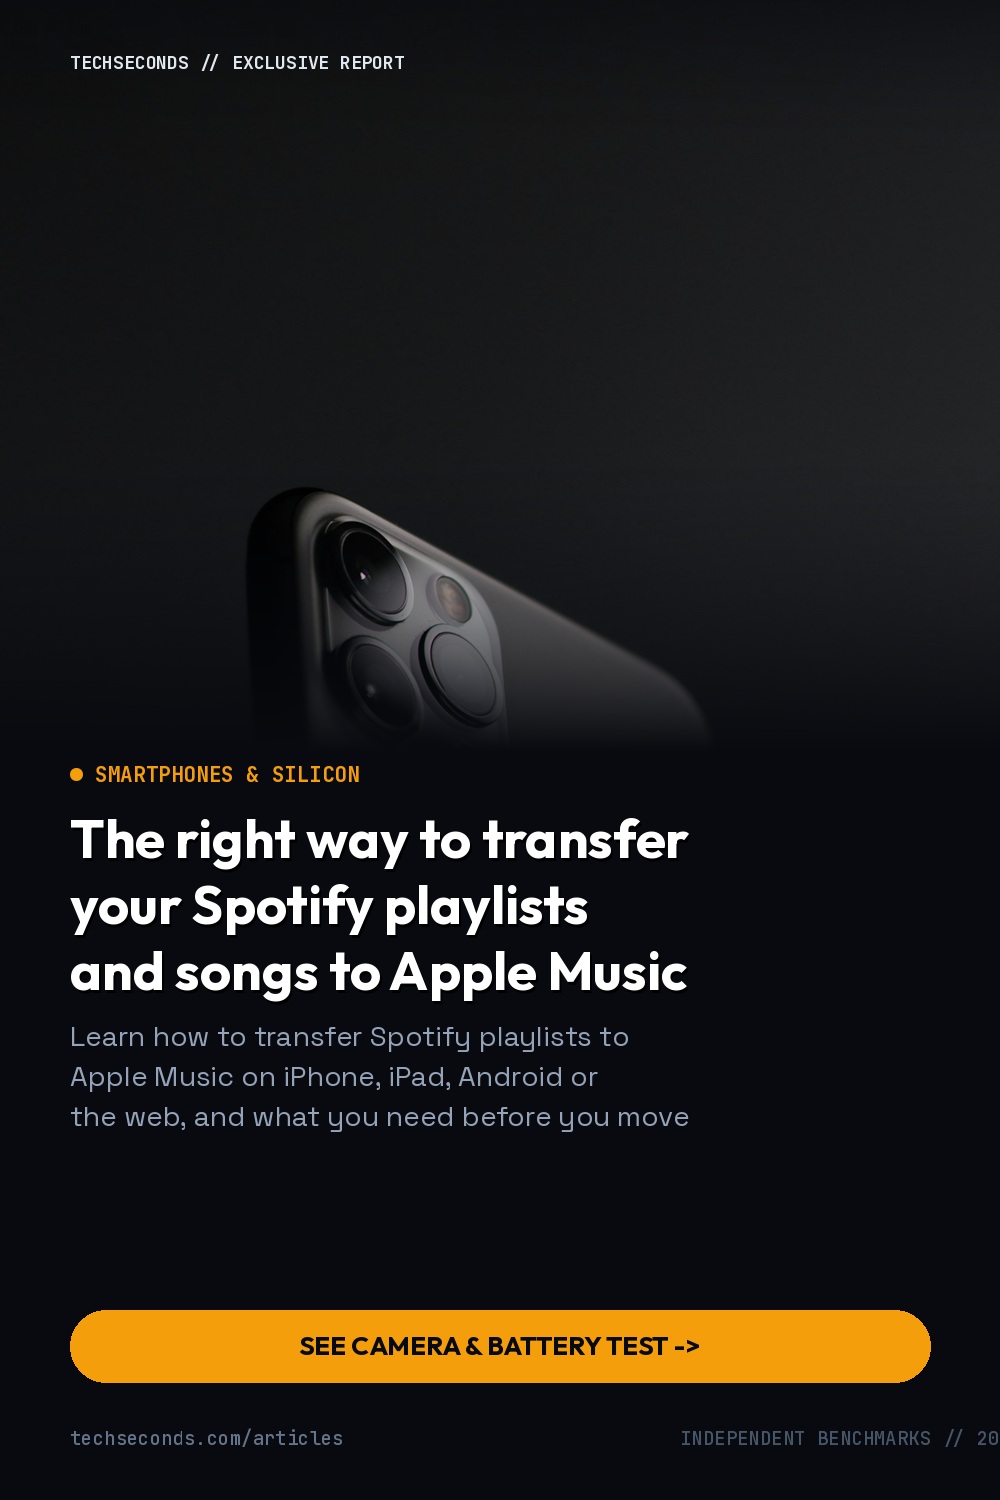 TECHSECONDS // EXCLUSIVE REPORT
SMARTPHONES & SILICON
The right way to transfer
your Spotify playlists
and songs to Apple Music
Learn how to transfer Spotify playlists to
Apple Music on iPhone, iPad, Android or
the web, and what you need before you move
SEE CAMERA & BATTERY TEST ->
techseconds.com/articles
INDEPENDENT BENCHMARKS // 20